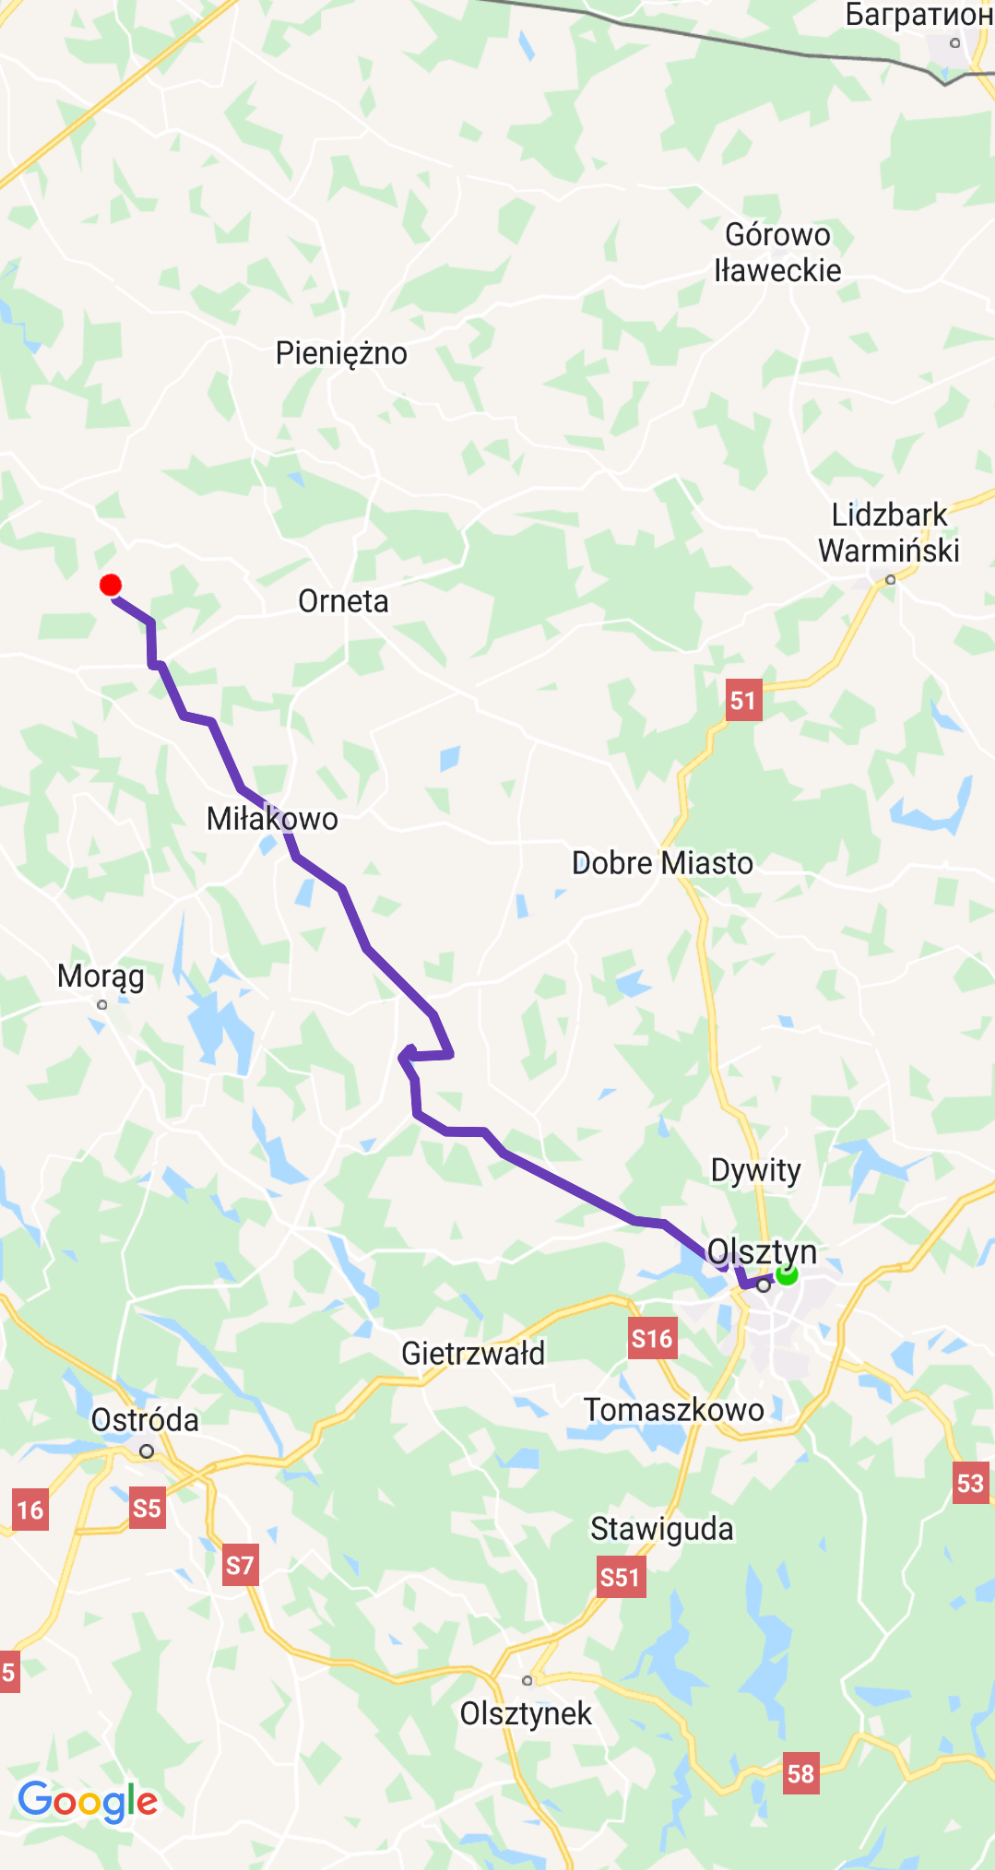 Багратион
Górowo
Iławeckie
Pieniężno
Lidzbark
Warmiński
Orneta
51
Miłakowo
Dobre Miasto
Morąg
Dywity
Olsztyn
S16
Gietrzwałd
Tomaszkowo
Ostróda
53
16
S5
Stawiguda
S7
S51
5
Olsztynek
58
Google